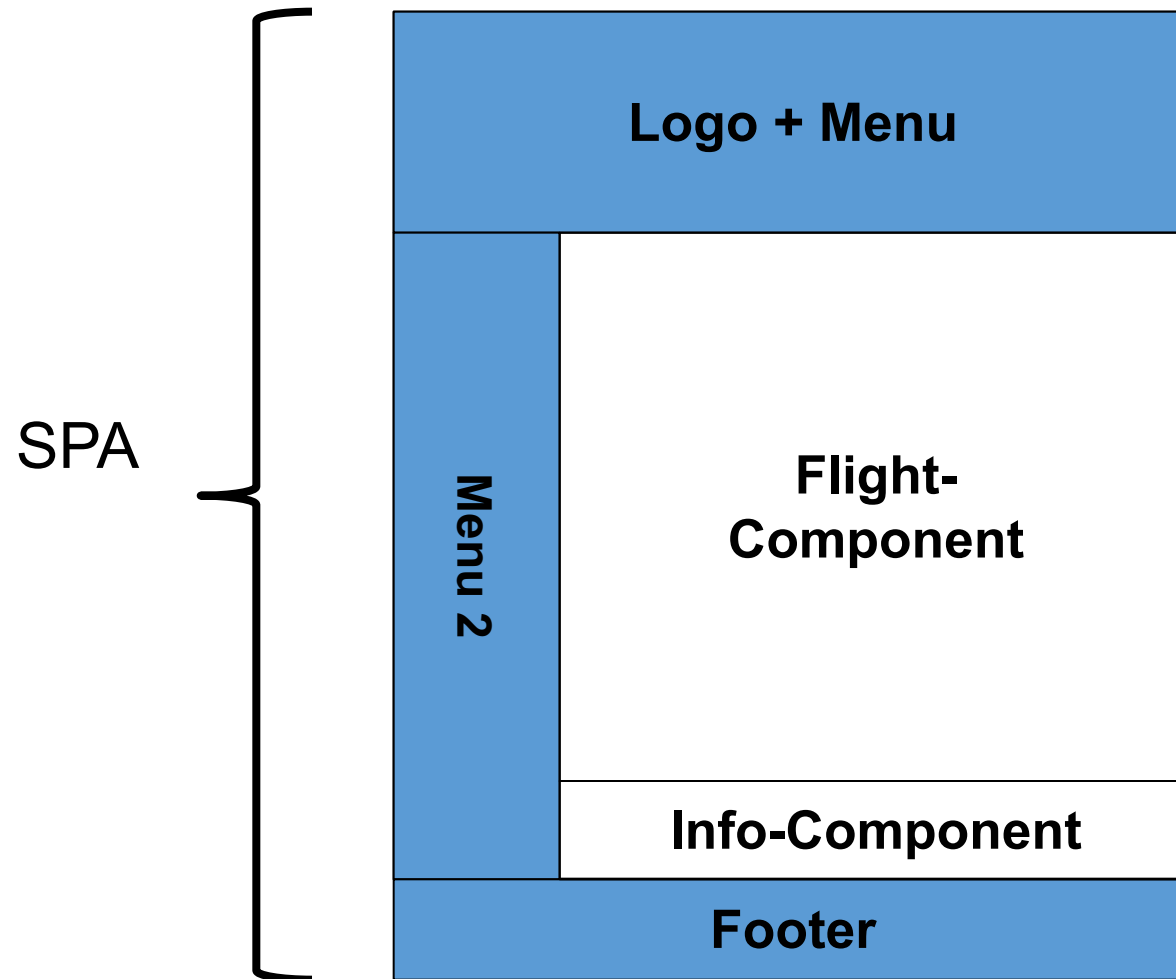 Logo + Menu
SPA
Menu 2
Flight-
Component
Info-Component
Footer